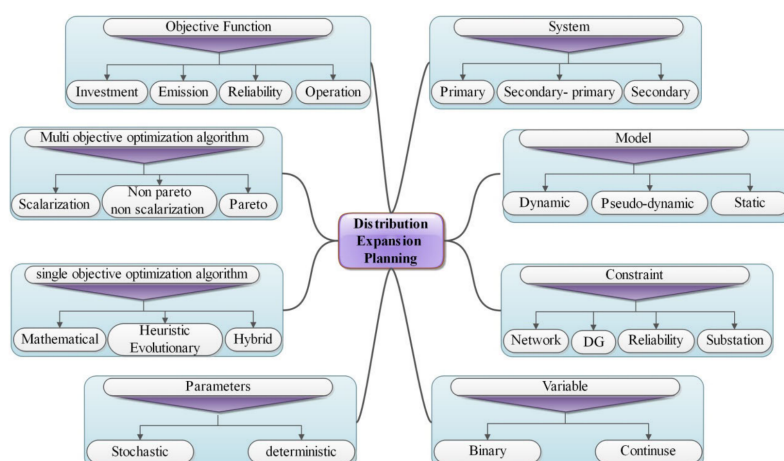 Objective Function
Investment Emission Reliability Operation
System
Primary Secondary- primary Secondary
Multi objective optimization algorithm
Scalarization Non pareto non scalarization Pareto
Model
Dynamic Pseudo-dynamic Static
Distribution
Expansion
Planning
single objective optimization algorithm
Mathematical Heuristic Evolutionary Hybrid
Constraint
Network DG Reliability Substation
Parameters
Stochastic deterministic
Variable
Binary Continuse